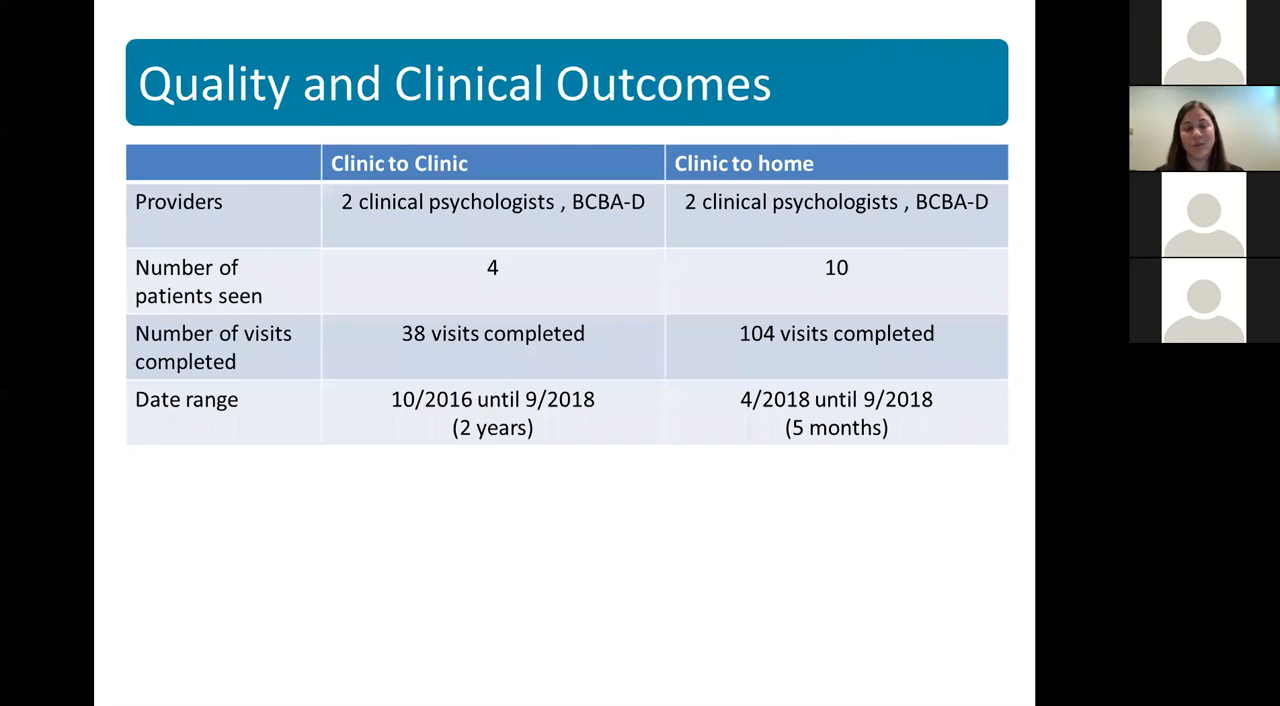 Quality and Clinical Outcomes
Clinic to Clinic
Clinic to home
Providers
2 clinical psychologists , BCBA-D
2 clinical psychologists , BCBA-D
Number of
patients seen
4
10
Number of visits
completed
38 visits completed
104 visits completed
Date range
10/2016 until 9/2018
(2 years)
4/2018 until 9/2018
(5 months)